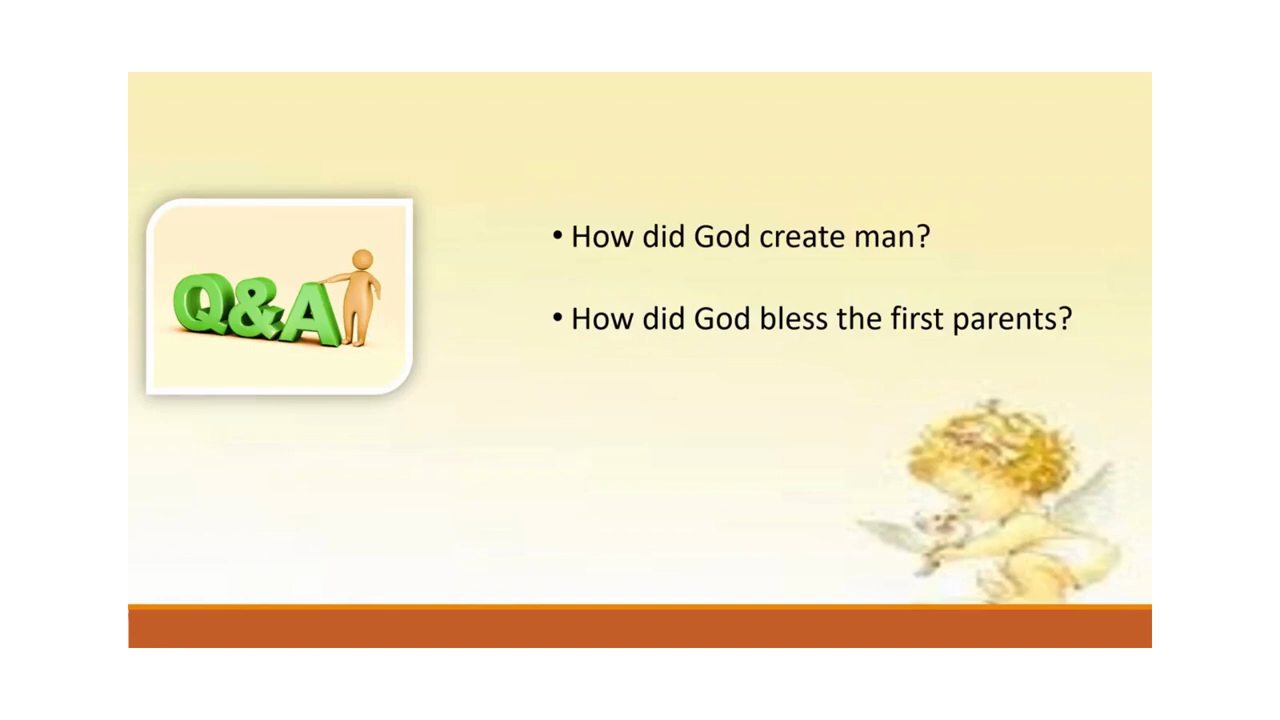 Q&A
• How did God create man?
• How did God bless the first parents?